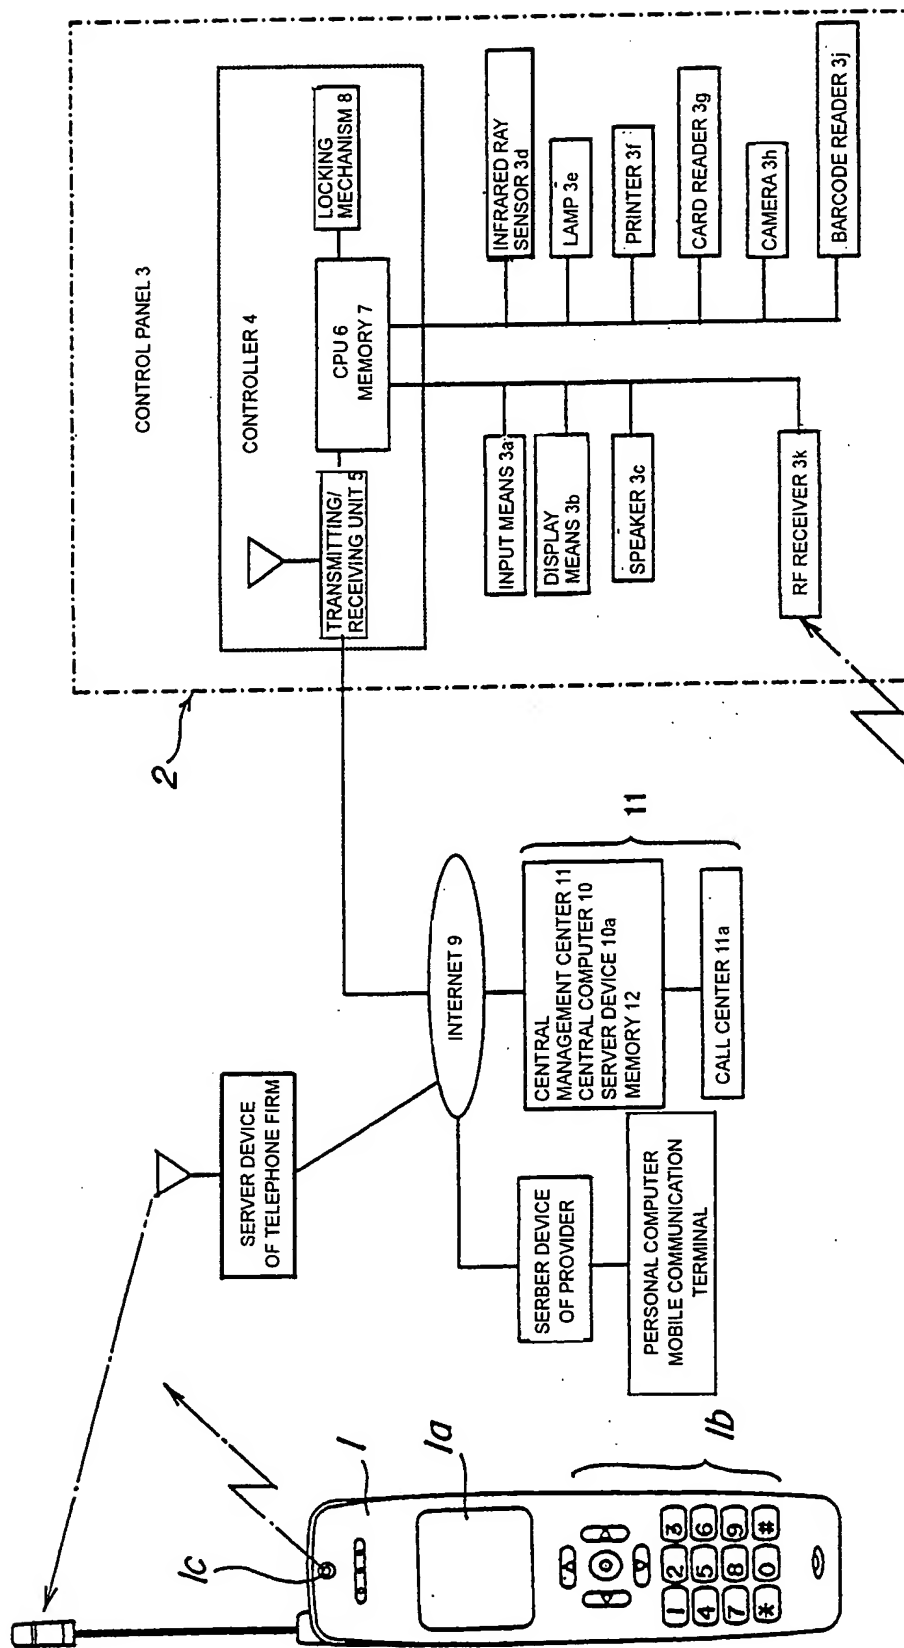 CONTROL PANEL 3
CONTROLLER 4
TRANSMITTING/
RECEIVING UNIT 5
CPU 6
MEMORY 7
LOCKING
MECHANISM 8
INPUT MEANS 3a
DISPLAY
MEANS 3b
SPEAKER 3c
RF RECEIVER 3k
INFRARED RAY
SENSOR 3d
LAMP 3e
PRINTER 3f
CARD READER 3g
CAMERA 3h
BARCODE READER 3j
2
SERVER DEVICE
OF TELEPHONE FIRM
INTERNET 9
SERBER DEVICE
OF PROVIDER
PERSONAL COMPUTER
MOBILE COMMUNICATION
TERMINAL
CENTRAL
MANAGEMENT CENTER 11
CENTRAL COMPUTER 10
SERVER DEVICE 10a
MEMORY 12
CALL CENTER 11a
11
1c
1
1a
1b
1 2 3
4 5 6
7 8 9
* 0 #